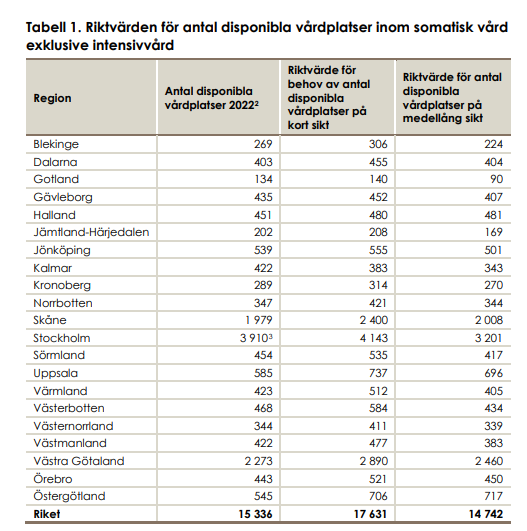 Tabell 1. Riktvärden för antal disponibla vårdplatser inom somatisk vård
exklusive intensivvård
Region
Antal disponibla
vårdplatser 2022²
Riktvärde för
behov av antal
disponibla
vårdplatser på
kort sikt
Riktvärde för antal
disponibla
vårdplatser på
medellång sikt
Blekinge 269 306 224
Dalarna 403 455 404
Gotland 134 140 90
Gävleborg 435 452 407
Halland 451 480 481
Jämtland-Härjedalen 202 208 169
Jönköping 539 555 501
Kalmar 422 383 343
Kronoberg 289 314 270
Norrbotten 347 421 344
Skåne 1 979 2 400 2 008
Stockholm 3 910³ 4 143 3 201
Sörmland 454 535 417
Uppsala 585 737 696
Värmland 423 512 405
Västerbotten 468 584 434
Västernorrland 344 411 339
Västmanland 422 477 383
Västra Götaland 2 273 2 890 2 460
Örebro 443 521 450
Östergötland 545 706 717
Riket 15 336 17 631 14 742